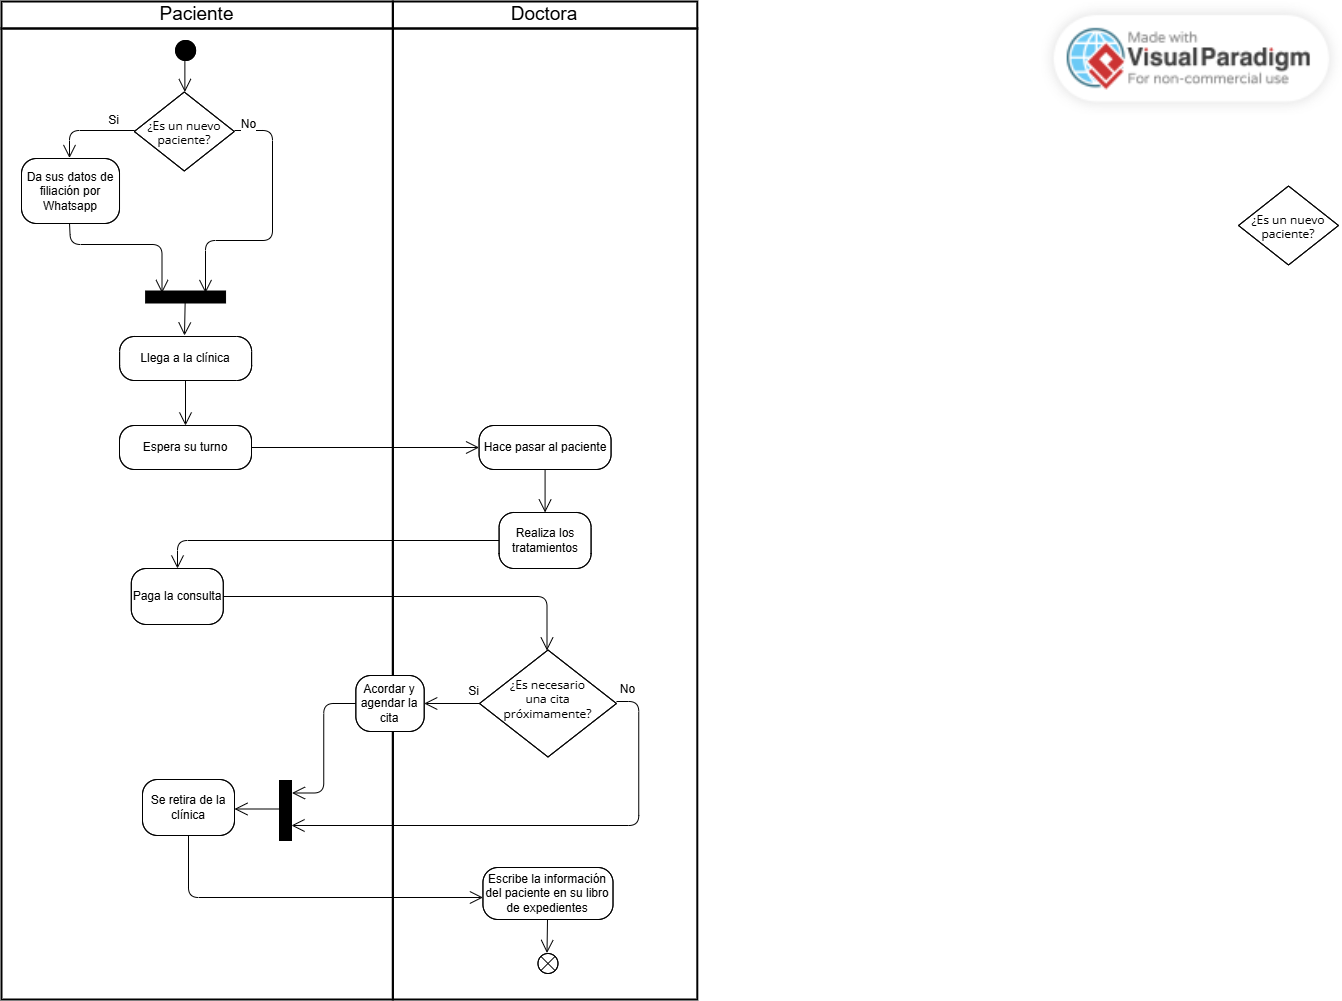 Paciente
Doctora
Made with
Visual Paradigm
For non-commercial use
¿Es un nuevo
paciente?
Si
No
Da sus datos de
filiación por
Whatsapp
¿Es un nuevo
paciente?
Llega a la clínica
Espera su turno
Hace pasar al paciente
Realiza los
tratamientos
Paga la consulta
¿Es necesario
una cita
próximamente?
Si
No
Acordar y
agendar la
cita
Se retira de la
clínica
Escribe la información
del paciente en su libro
de expedientes